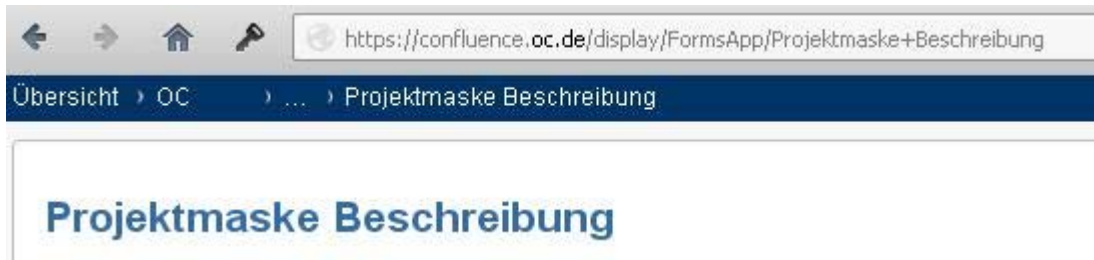 https://confluence.oc.de/display/FormsApp/Projektmaske+Beschreibung
Übersicht › OC › ... › Projektmaske Beschreibung
Projektmaske Beschreibung